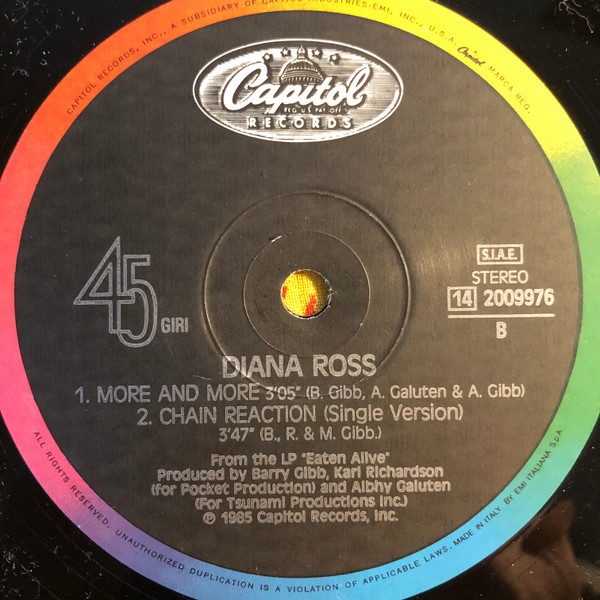 CAPITOL RECORDS, INC., A SUBSIDIARY OF CAPITOL INDUSTRIES-EMI, INC., U.S.A. Capitol MARCA REG.
Capitol
REG. U.S. PAT. OFF.
RECORDS
45 GIRI
S.I.A.E.
STEREO
14 2009976
B
DIANA ROSS
1. MORE AND MORE 3'05" (B. Gibb, A. Galuten & A. Gibb)
2. CHAIN REACTION (Single Version)
3'47" (B., R. & M. Gibb.)
From the LP "Eaten Alive"
Produced by Barry Gibb, Karl Richardson
(for Pocket Production) and Albhy Galuten
(For Tsunami Productions Inc.)
℗ 1985 Capitol Records, Inc.
ALL RIGHTS RESERVED. UNAUTHORIZED DUPLICATION IS A VIOLATION OF APPLICABLE LAWS. MADE IN ITALY BY EMI ITALIANA S.p.A